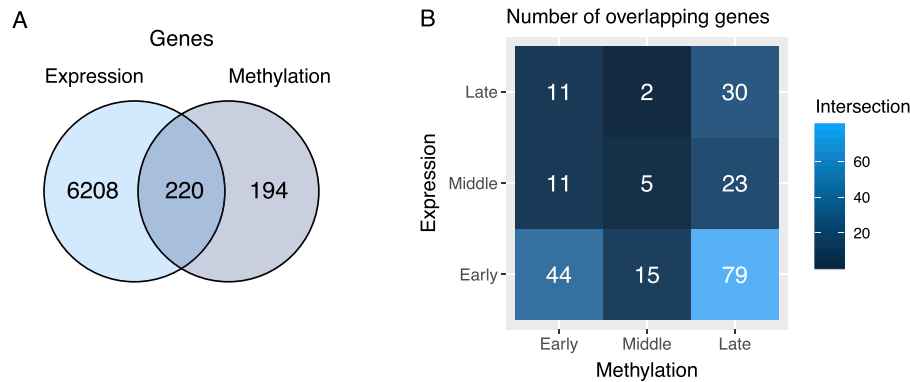 A
Genes
Expression Methylation
6208 220 194
B
Number of overlapping genes
Late 11 2 30
Middle 11 5 23
Early 44 15 79
Early Middle Late
Methylation
Expression
Intersection
60
40
20